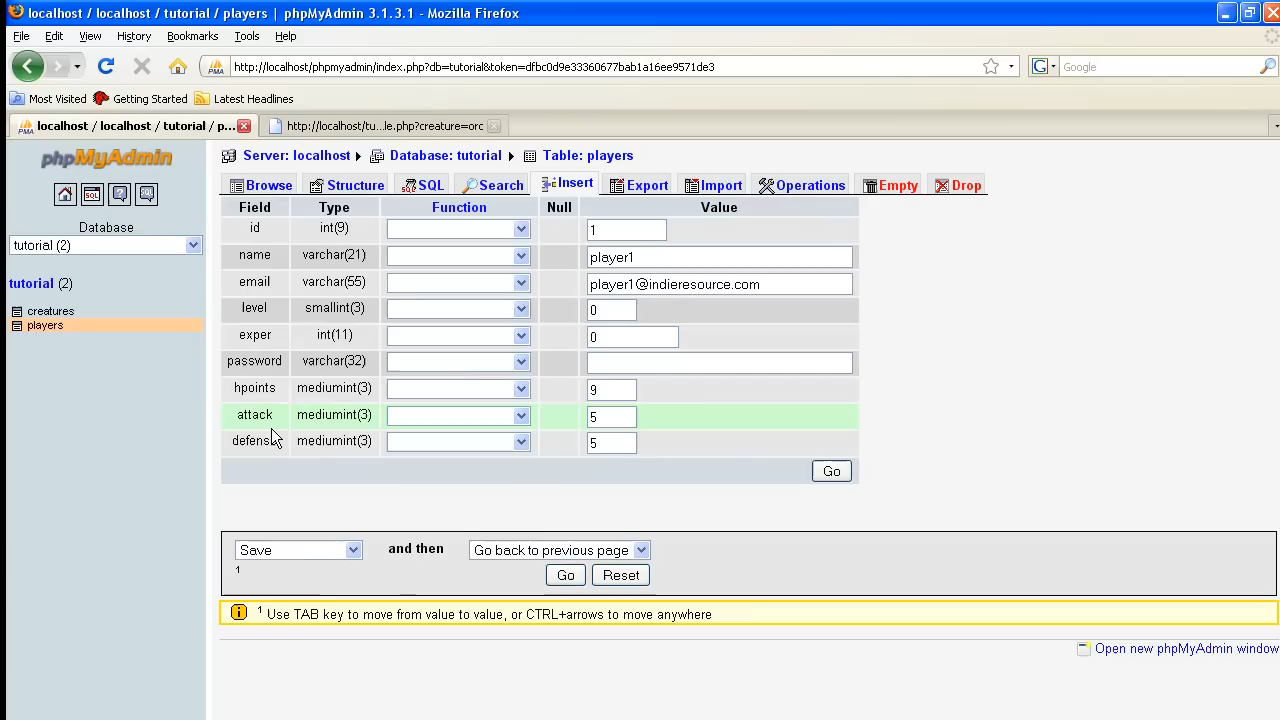 localhost / localhost / tutorial / players | phpMyAdmin 3.1.3.1 - Mozilla Firefox
File Edit View History Bookmarks Tools Help
PMA http://localhost/phpmyadmin/index.php?db=tutorial&token=dfbc0d9e33360677bab1a16ee9571de3 G Google
Most Visited Getting Started Latest Headlines
PMA localhost / localhost / tutorial / p... http://localhost/tu...le.php?creature=orc
phpMyAdmin
SQL
Database
tutorial (2)
tutorial (2)
creatures
players
Server: localhost Database: tutorial Table: players
Browse Structure SQL Search Insert Export Import Operations Empty Drop
Field Type Function Null Value
id int(9) 1
name varchar(21) player1
email varchar(55) player1@indieresource.com
level smallint(3) 0
exper int(11) 0
password varchar(32)
hpoints mediumint(3) 9
attack mediumint(3) 5
defense mediumint(3) 5
Go
Save and then Go back to previous page
1
Go Reset
1 Use TAB key to move from value to value, or CTRL+arrows to move anywhere
Open new phpMyAdmin window